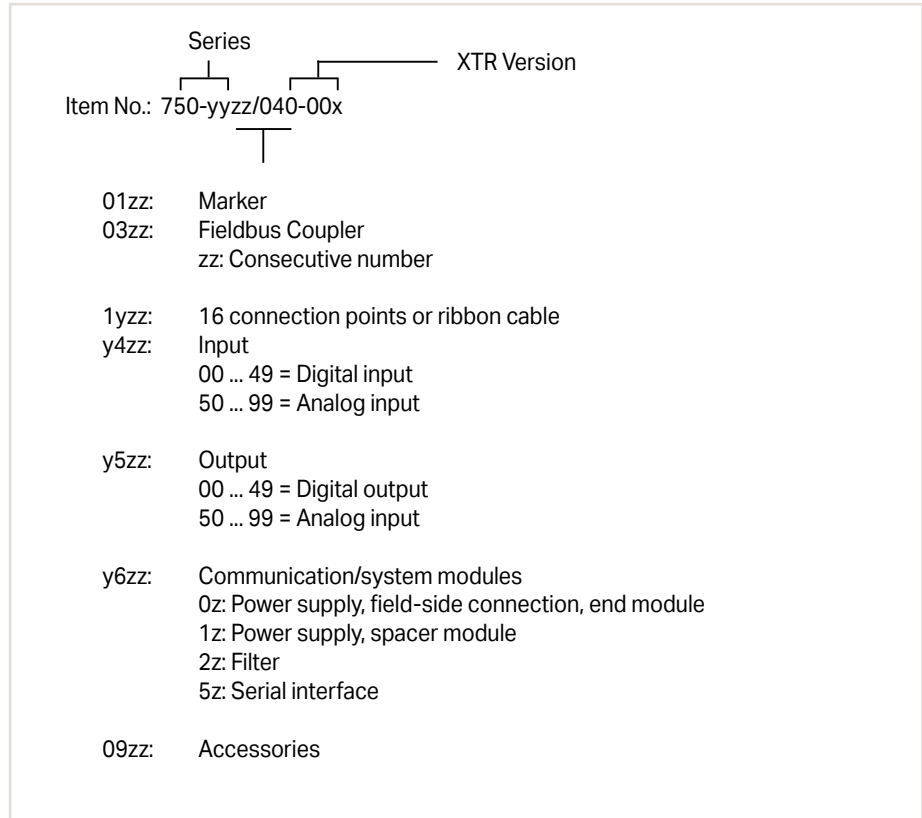 Series
XTR Version
Item No.: 750-yyzz/040-00x
01zz: Marker
03zz: Fieldbus Coupler
zz: Consecutive number
1yzz: 16 connection points or ribbon cable
y4zz: Input
00 ... 49 = Digital input
50 ... 99 = Analog input
y5zz: Output
00 ... 49 = Digital output
50 ... 99 = Analog input
y6zz: Communication/system modules
0z: Power supply, field-side connection, end module
1z: Power supply, spacer module
2z: Filter
5z: Serial interface
09zz: Accessories